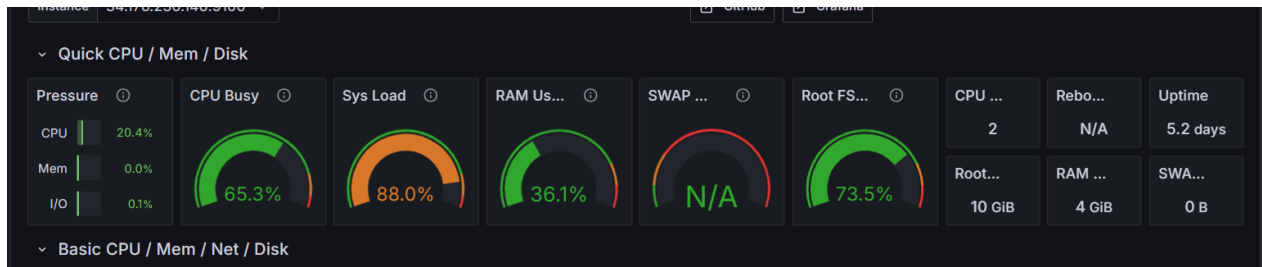 Instance
GitHub
Grafana
Quick CPU / Mem / Disk
Pressure
CPU 20.4%
Mem 0.0%
I/O 0.1%
CPU Busy
65.3%
Sys Load
88.0%
RAM Us...
36.1%
SWAP ...
N/A
Root FS...
73.5%
CPU ...
2
Rebo...
N/A
Uptime
5.2 days
Root...
10 GiB
RAM ...
4 GiB
SWA...
0 B
Basic CPU / Mem / Net / Disk